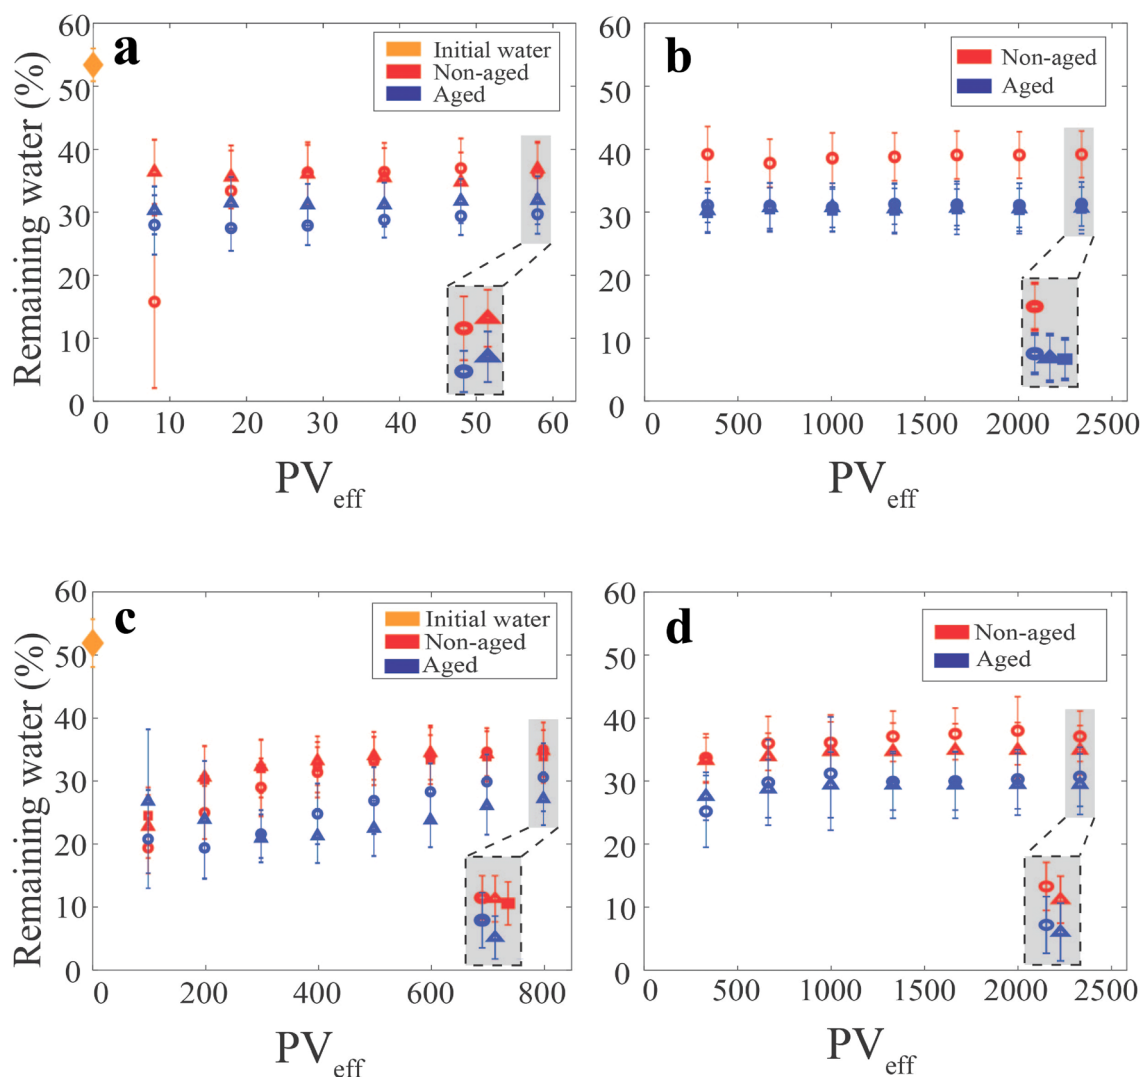 a
Initial water
Non-aged
Aged
Remaining water (%)
60
50
40
30
20
10
0
0 10 20 30 40 50 60
PVeff
b
Non-aged
Aged
60
50
40
30
20
10
0
0 500 1000 1500 2000 2500
PVeff
c
Initial water
Non-aged
Aged
Remaining water (%)
60
50
40
30
20
10
0
0 200 400 600 800
PVeff
d
Non-aged
Aged
60
50
40
30
20
10
0
0 500 1000 1500 2000 2500
PVeff